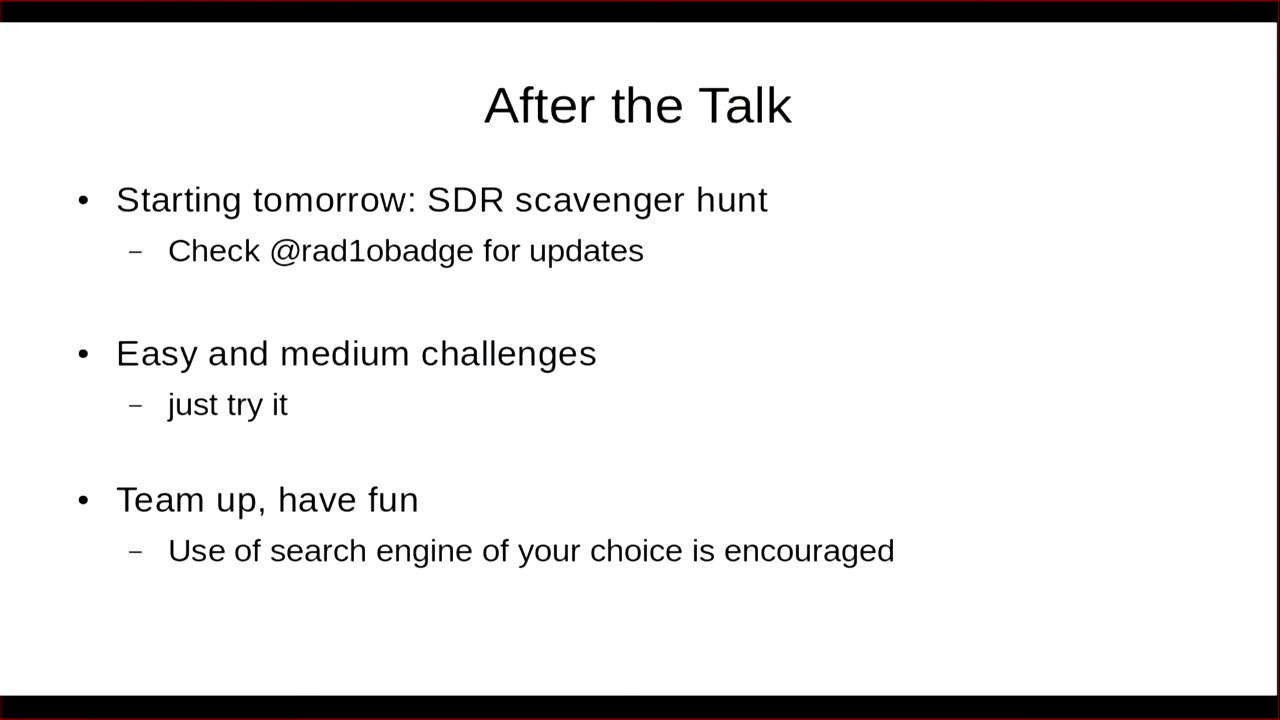 After the Talk
• Starting tomorrow: SDR scavenger hunt
– Check @rad1obadge for updates
• Easy and medium challenges
– just try it
• Team up, have fun
– Use of search engine of your choice is encouraged